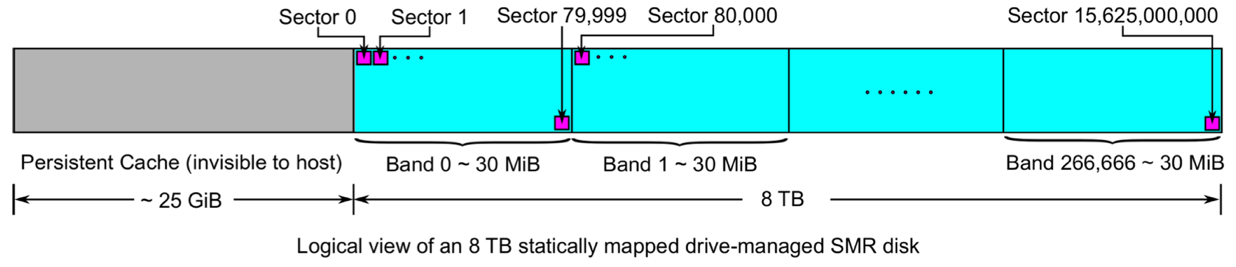 Sector 0 Sector 1 Sector 79,999 Sector 80,000 Sector 15,625,000,000
Persistent Cache (invisible to host) Band 0 ~ 30 MiB Band 1 ~ 30 MiB Band 266,666 ~ 30 MiB
~ 25 GiB 8 TB
Logical view of an 8 TB statically mapped drive-managed SMR disk